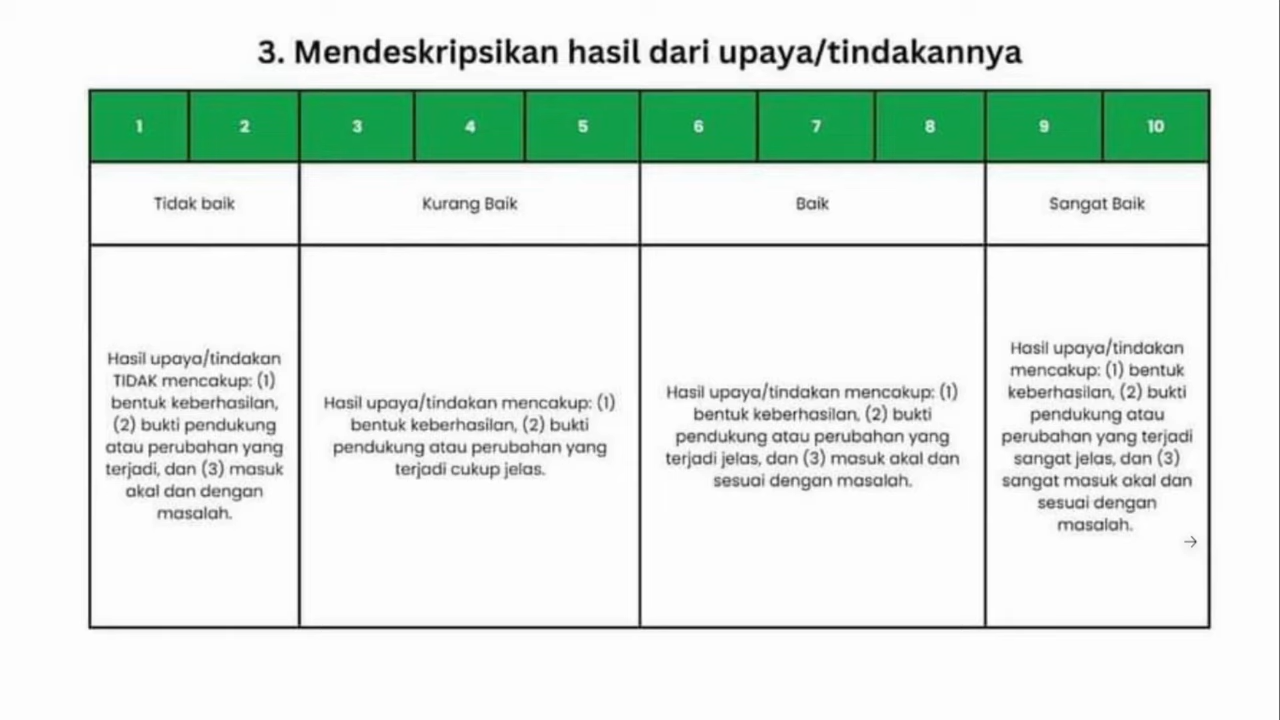 3. Mendeskripsikan hasil dari upaya/tindakannya
1 2 3 4 5 6 7 8 9 10
Tidak baik
Kurang Baik
Baik
Sangat Baik
Hasil upaya/tindakan
TIDAK mencakup: (1)
bentuk keberhasilan,
(2) bukti pendukung
atau perubahan yang
terjadi, dan (3) masuk
akal dan dengan
masalah.
Hasil upaya/tindakan mencakup: (1)
bentuk keberhasilan, (2) bukti
pendukung atau perubahan yang
terjadi cukup jelas.
Hasil upaya/tindakan mencakup: (1)
bentuk keberhasilan, (2) bukti
pendukung atau perubahan yang
terjadi jelas, dan (3) masuk akal dan
sesuai dengan masalah.
Hasil upaya/tindakan
mencakup: (1) bentuk
keberhasilan, (2) bukti
pendukung atau
perubahan yang terjadi
sangat jelas, dan (3)
sangat masuk akal dan
sesuai dengan
masalah.